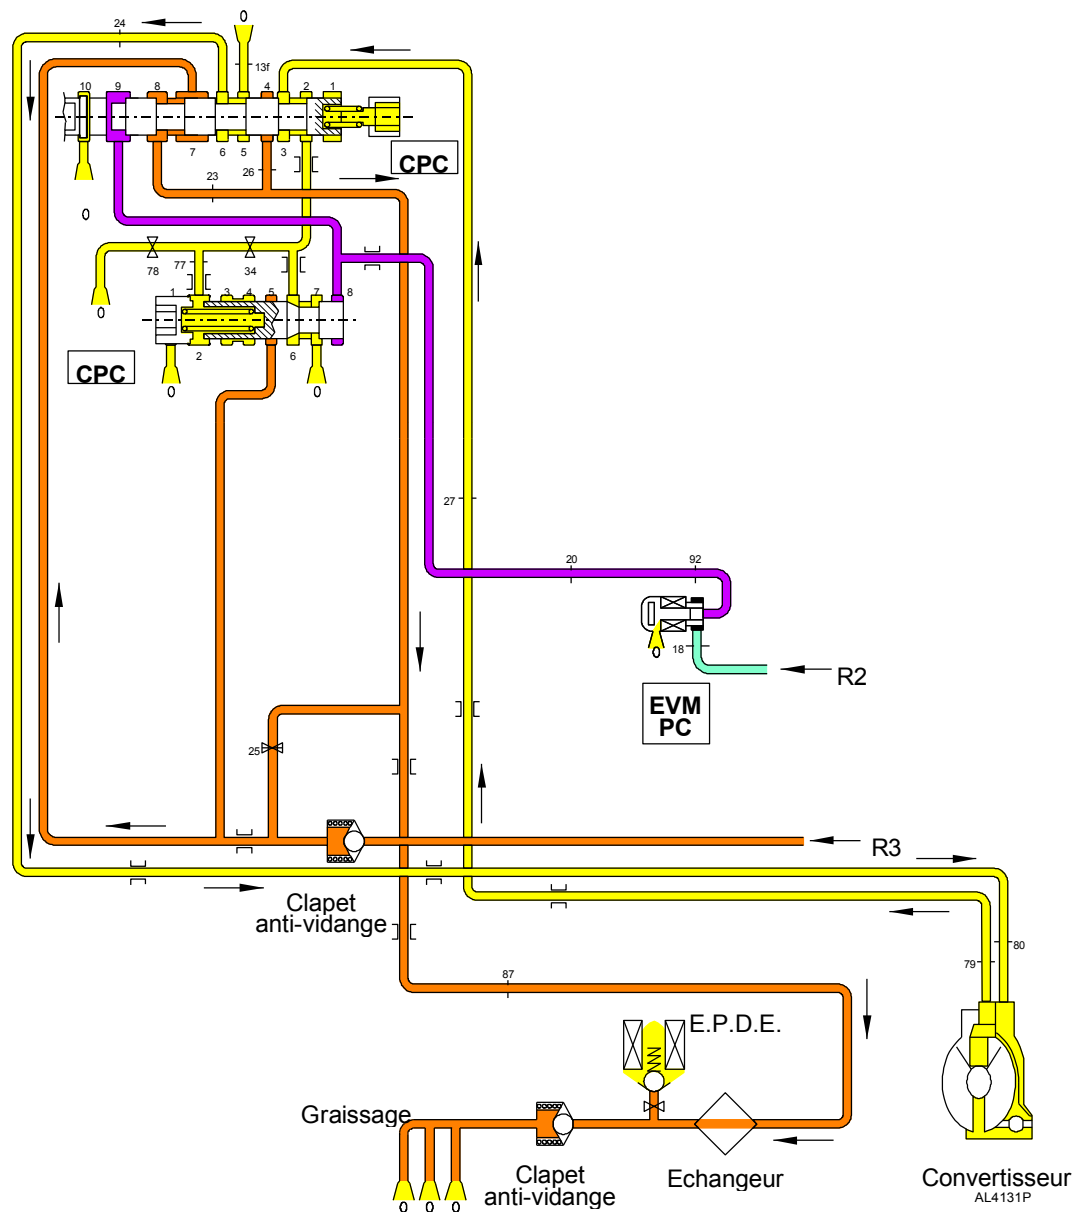 24
0
13f
10
9
8
4
2
1
7
6
5
3
CPC
23
26
0
78
77
34
0
1
3
4
5
7
8
2
6
CPC
0
0
27
20
92
18
0
R2
EVM
PC
25
R3
Clapet
anti-vidange
80
79
87
E.P.D.E.
Graissage
Clapet
anti-vidange
Echangeur
Convertisseur
AL4131P
0
0
0